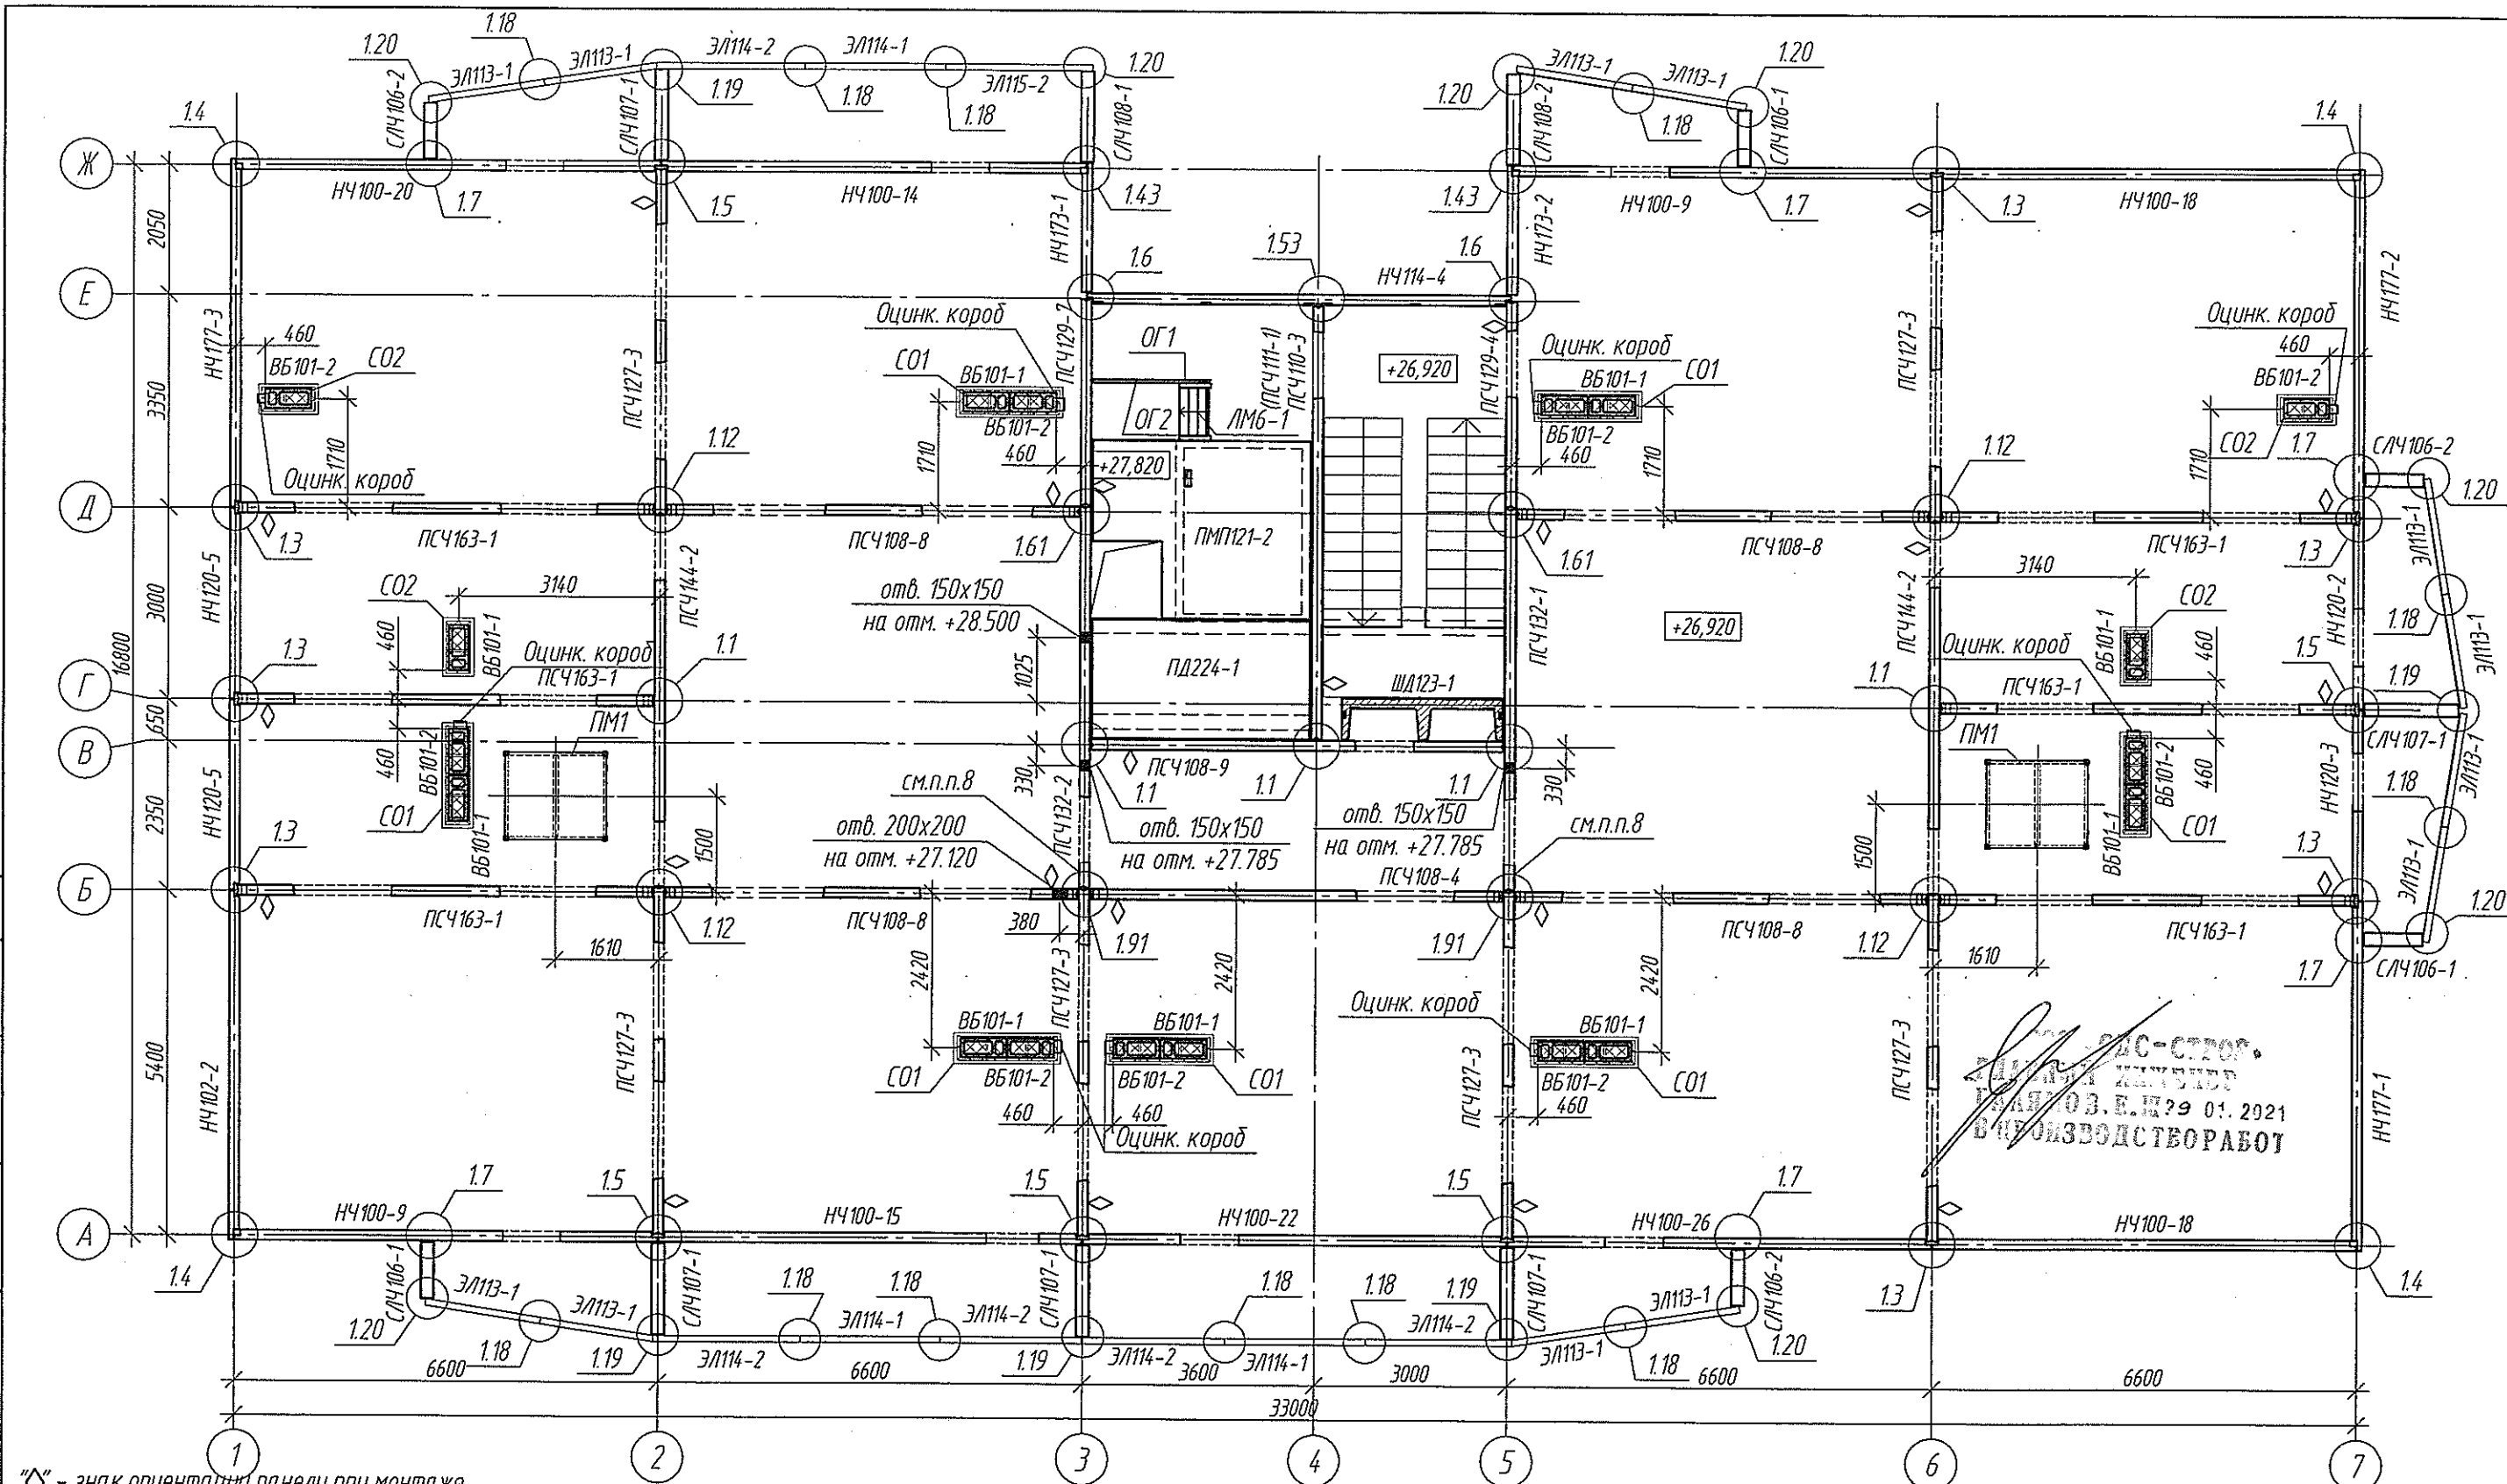 1.18
1.20
ЭЛ113-1
ЭЛ113-1
ЭЛ114-2
ЭЛ114-1
ЭЛ115-2
1.20
1.19
1.18
1.18
СЛЧ106-2
СЛЧ107-1
СЛЧ108-1
1.20
ЭЛ113-1
ЭЛ113-1
1.20
1.18
СЛЧ108-2
СЛЧ106-1
1.4
1.4
Ж
НЧ100-20
1.7
1.5
НЧ100-14
1.43
НЧ173-1
1.43
НЧ173-2
НЧ100-9
1.7
1.3
НЧ100-18
2050
Е
1.6
1.53
НЧ114-4
1.6
НЧ177-3
НЧ177-2
460
ВБ101-2
СО2
Оцинк. короб
1710
ПСЧ127-3
Оцинк. короб
СО1
ВБ101-1
ВБ101-2
460
1710
ПСЧ129-7
ОГ1
ОГ2
ЛМ6-1
+27,820
(ПСЧ111-1)
ПСЧ110-3
+26,920
ПСЧ129-4
Оцинк. короб
ВБ101-1
СО1
ВБ101-2
460
1710
ПСЧ127-3
Оцинк. короб
460
ВБ101-2
СО2
1710
1.7
СЛЧ106-2
1.20
3350
1.12
1.12
Д
1.3
ПСЧ163-1
ПСЧ108-8
1.61
ПМП121-2
1.61
ПСЧ108-8
ПСЧ163-1
1.3
ЭЛ113-1
16800
3000
НЧ120-5
СО2
3140
460
ВБ101-1
ПСЧ144-2
отв. 150х150
на отм. +28.500
1025
ПД224-1
ШД123-1
ПСЧ132-1
+26,920
ПСЧ144-2
3140
СО2
ВБ101-1
460
НЧ120-2
1.18
ЭЛ113-1
Г
1.3
Оцинк. короб
ПСЧ163-1
1.1
1.1
Оцинк. короб
ПСЧ163-1
1.5
1.19
650
В
460
ВБ101-2
ПМ1
330
ПСЧ108-9
1.1
1.1
1.1
330
ПМ1
ВБ101-2
460
СЛЧ107-1
ЭЛ113-1
2350
НЧ120-5
СО1
ВБ101-1
1500
см.п.п.8
ПСЧ132-2
отв. 200х200
на отм. +27.120
отв. 150х150
на отм. +27.785
отв. 150х150
на отм. +27.785
см.п.п.8
1500
СО1
ВБ101-1
НЧ120-3
1.18
1.3
1.3
ЭЛ113-1
Б
ПСЧ163-1
1.12
ПСЧ108-8
380
1.91
ПСЧ108-4
1.91
ПСЧ108-8
1.12
ПСЧ163-1
1.20
1610
1610
1.7
СЛЧ106-1
5400
НЧ102-2
ПСЧ127-3
2420
ПСЧ127-3
2420
2420
ВБ101-1
СО1
ВБ101-2
460
ВБ101-1
ВБ101-2
СО1
460
Оцинк. короб
Оцинк. короб
ВБ101-1
ВБ101-2
СО1
460
ПСЧ127-3
ПСЧ127-3
НЧ177-1
01.2021
В ПРОИЗВОДСТВО РАБОТ
А
НЧ100-9
1.7
1.5
НЧ100-15
1.5
НЧ100-22
1.5
НЧ100-26
1.7
НЧ100-18
1.4
СЛЧ106-1
ЭЛ113-1
ЭЛ113-1
СЛЧ107-1
1.18
1.18
ЭЛ114-1
ЭЛ114-2
СЛЧ107-1
1.18
1.18
1.19
ЭЛ114-2
СЛЧ107-1
ЭЛ113-1
СЛЧ106-2
1.3
1.4
1.20
1.18
1.19
ЭЛ114-2
1.19
ЭЛ114-2
ЭЛ114-1
ЭЛ113-1
1.18
1.20
6600
6600
3600
3000
6600
6600
33000
1
2
3
4
5
6
7
"◇" - знак ориентации панели при монтаже